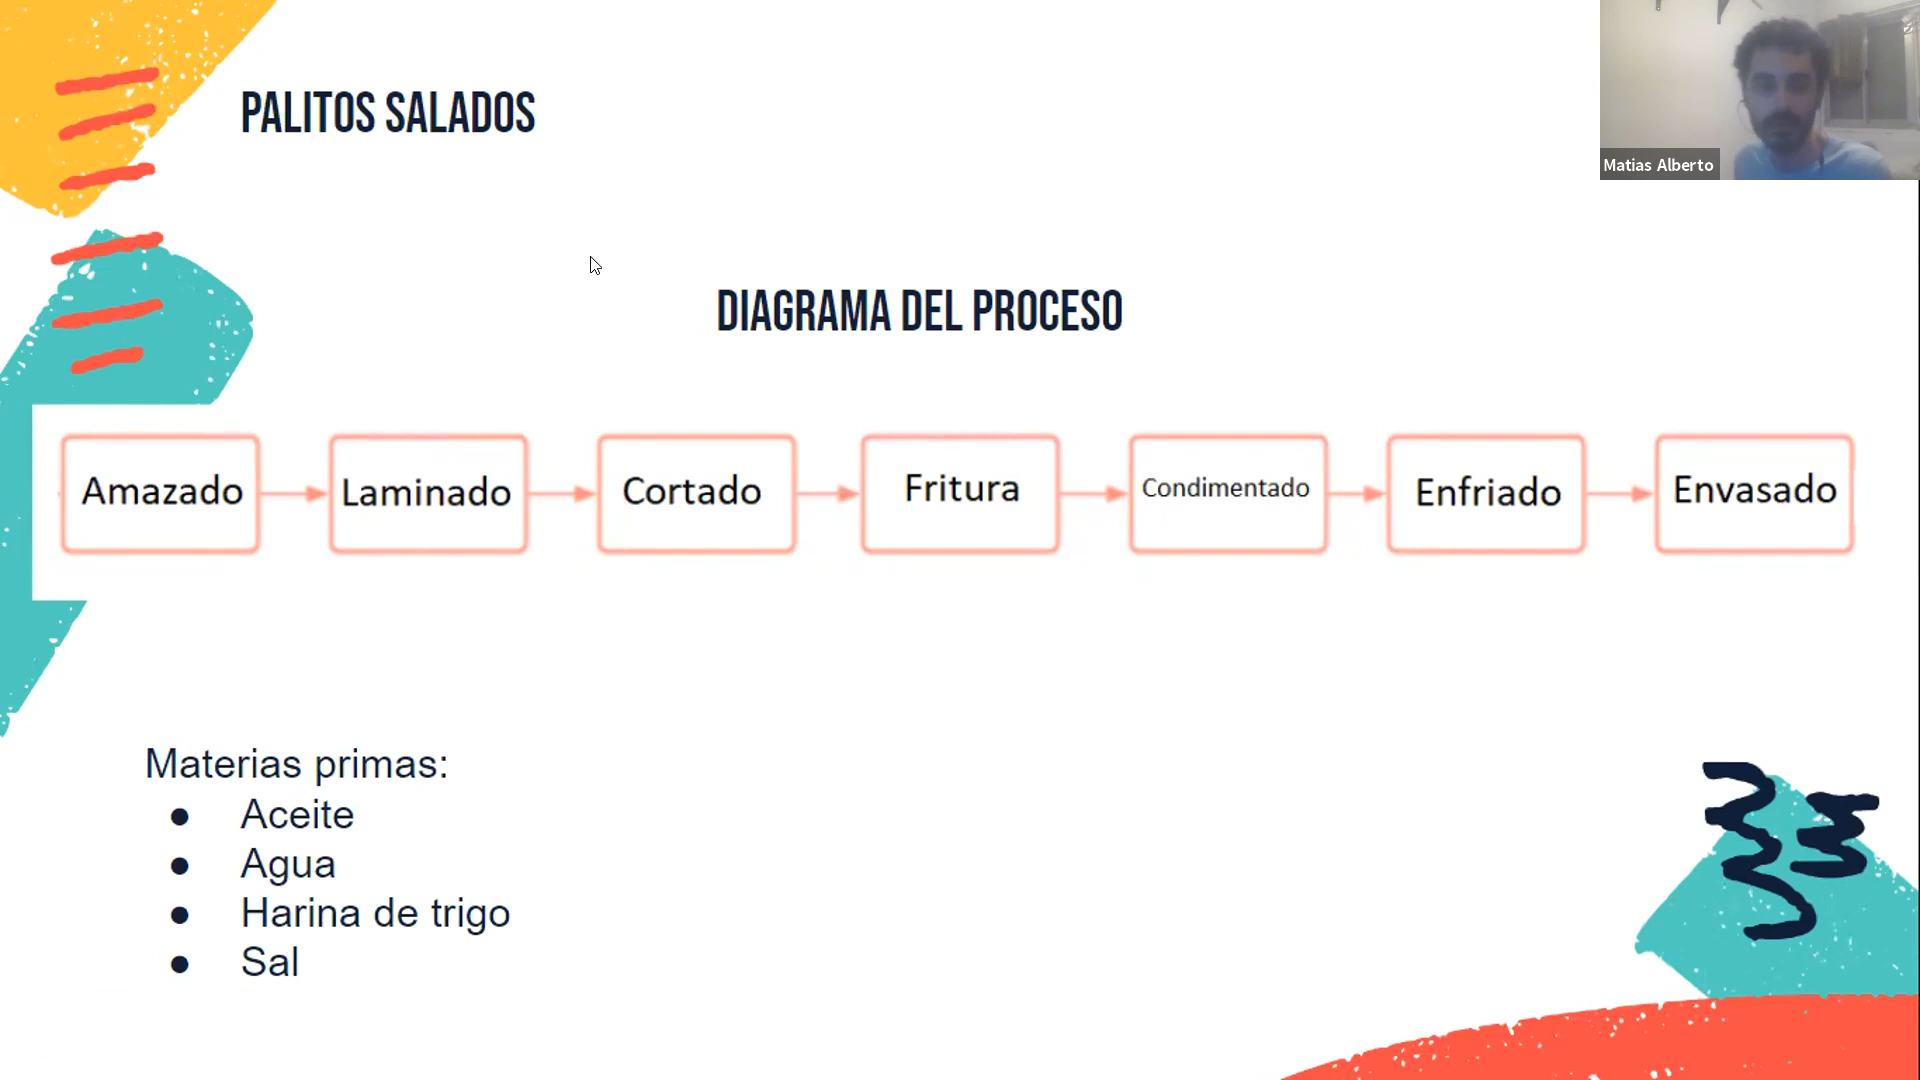 PALITOS SALADOS
Matias Alberto
DIAGRAMA DEL PROCESO
Amazado
Laminado
Cortado
Fritura
Condimentado
Enfriado
Envasado
Materias primas:
● Aceite
● Agua
● Harina de trigo
● Sal